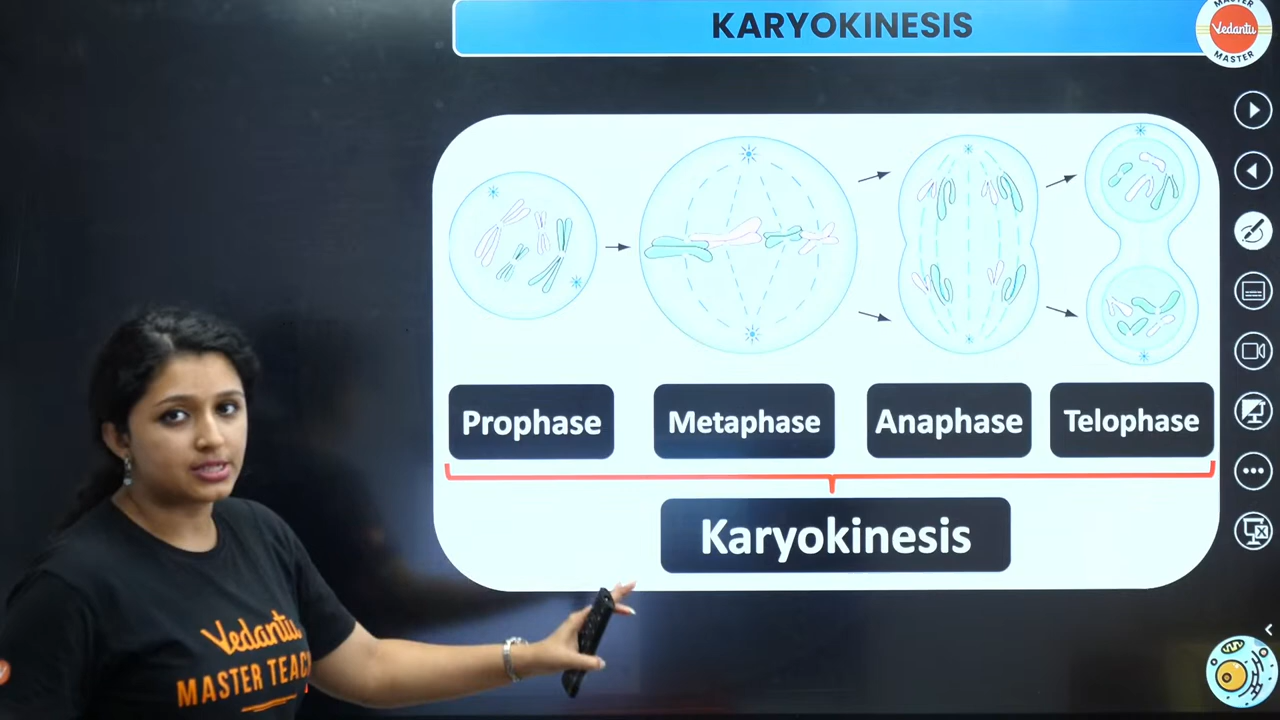 KARYOKINESIS
MASTER
Vedantu
MASTER
Prophase
Metaphase
Anaphase
Telophase
Karyokinesis
Vedantu
MASTER TEAC